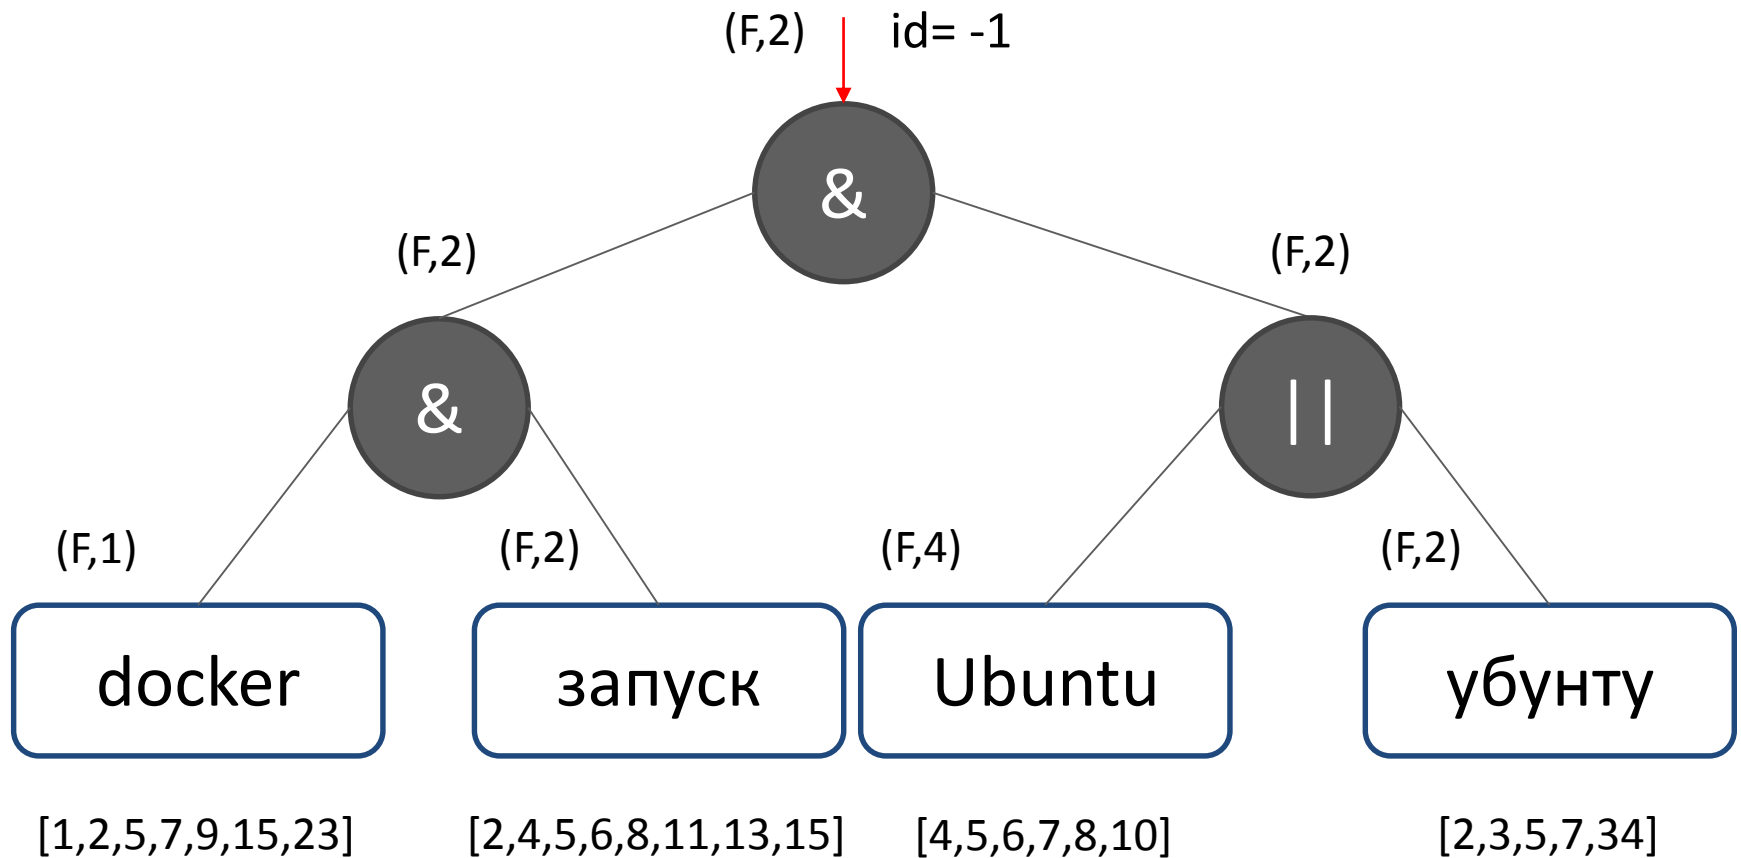 (F,2) id= -1
&
(F,2) (F,2)
& ||
(F,1) (F,2) (F,4) (F,2)
docker запуск Ubuntu убунту
[1,2,5,7,9,15,23] [2,4,5,6,8,11,13,15] [4,5,6,7,8,10] [2,3,5,7,34]